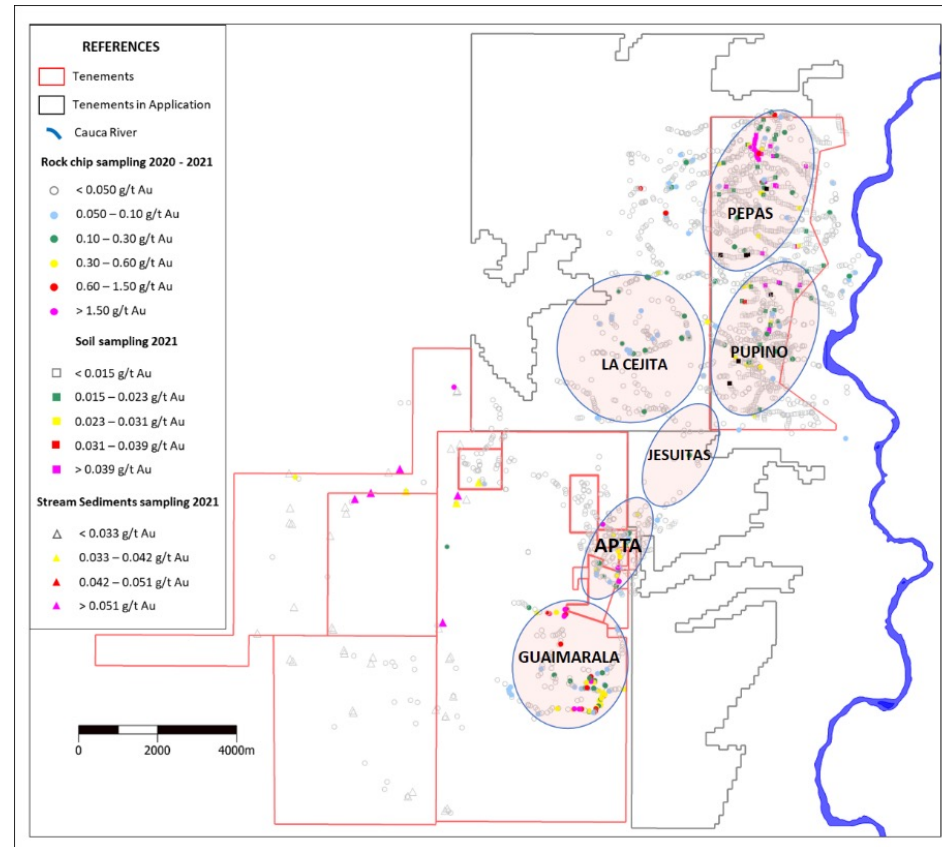 REFERENCES
Tenements
Tenements in Application
Cauca River
Rock chip sampling 2020 - 2021
< 0.050 g/t Au
0.050 – 0.10 g/t Au
0.10 – 0.30 g/t Au
0.30 – 0.60 g/t Au
0.60 - 1.50 g/t Au
> 1.50 g/t Au
Soil sampling 2021
< 0.015 g/t Au
0.015 – 0.023 g/t Au
0.023 – 0.031 g/t Au
0.031 – 0.039 g/t Au
> 0.039 g/t Au
Stream Sediments sampling 2021
< 0.033 g/t Au
0.033 – 0.042 g/t Au
0.042 – 0.051 g/t Au
> 0.051 g/t Au
0 2000 4000m
PEPAS
PUPINO
LA CEJITA
JESUITAS
APTA
GUAIMARALA